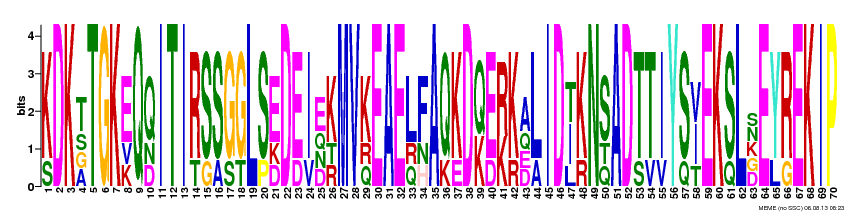 4
3
2
1
0
bits
KDKTTGKEQQITIRSSGGLSEDEIEKMVKEAELFAQKDQERKALIDTKNSADTTIYSVEKSLSEYREKIP
S S V N T G A S T P K D V Q T R R N K E K D K R Q I R Q S V V Q I Q N L G
G K D D N R Q Q H E L T T K
A D D G
D
1 2 3 4 5 6 7 8 9 10 11 12 13 14 15 16 17 18 19 20 21 22 23 24 25 26 27 28 29 30 31 32 33 34 35 36 37 38 39 40 41 42 43 44 45 46 47 48 49 50 51 52 53 54 55 56 57 58 59 60 61 62 63 64 65 66 67 68 69 70
MEME (no SSC) 06.08.13 06:23